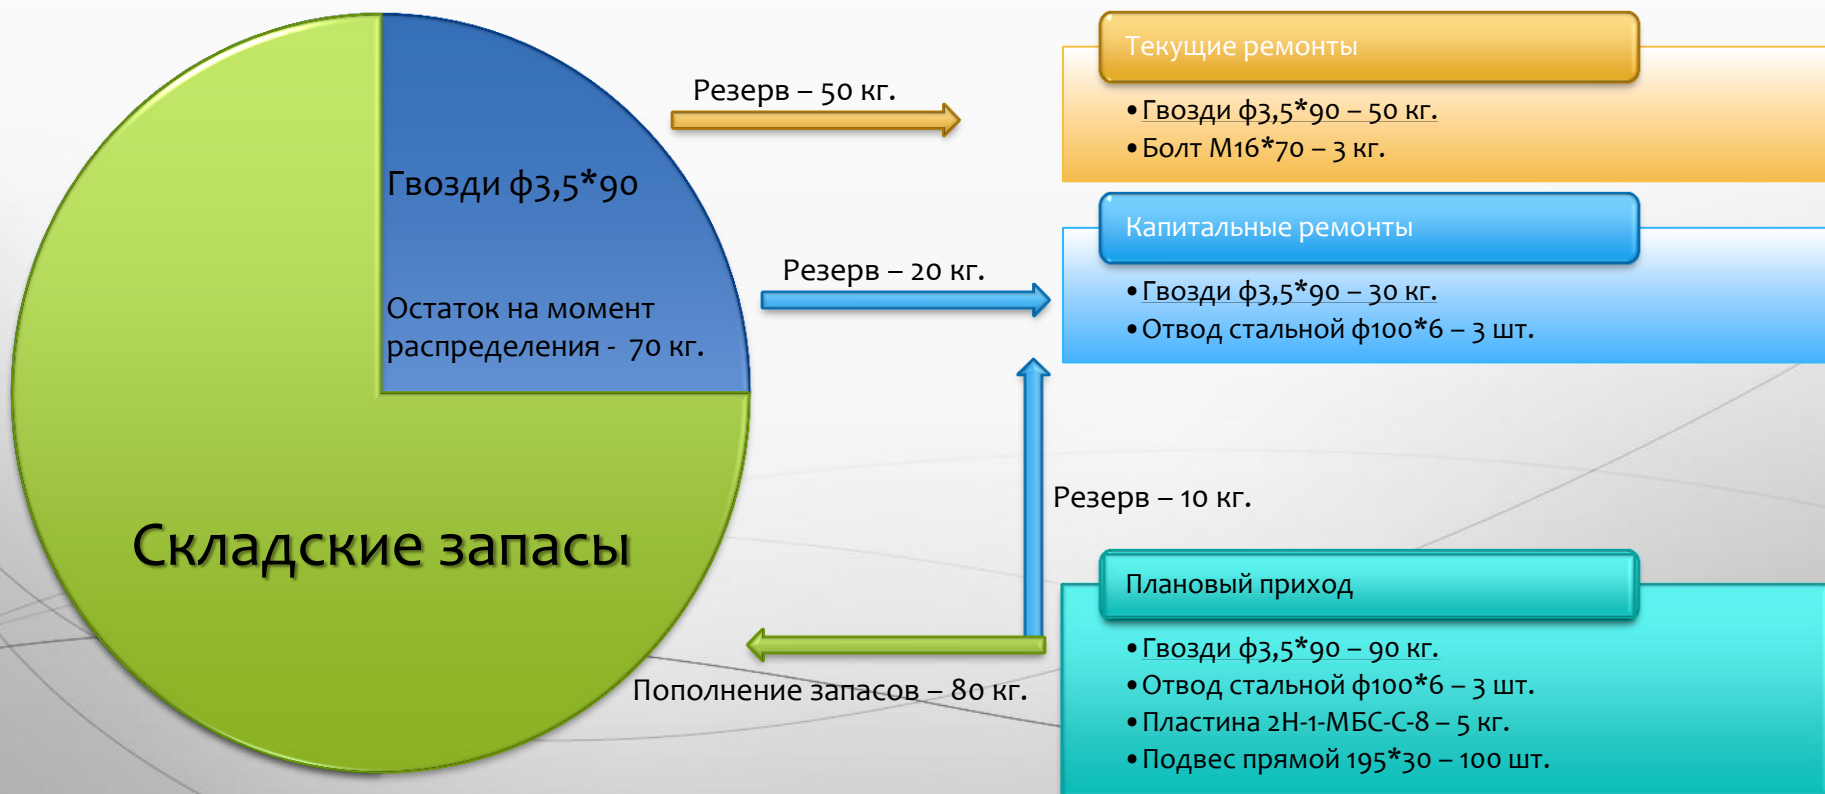 Гвозди ф3,5*90
Остаток на момент
распределения - 70 кг.
Складские запасы
Резерв – 50 кг.
Текущие ремонты
•Гвозди ф3,5*90 – 50 кг.
•Болт М16*70 – 3 кг.
Резерв – 20 кг.
Капитальные ремонты
•Гвозди ф3,5*90 – 30 кг.
•Отвод стальной ф100*6 – 3 шт.
Резерв – 10 кг.
Пополнение запасов – 80 кг.
Плановый приход
•Гвозди ф3,5*90 – 90 кг.
•Отвод стальной ф100*6 – 3 шт.
•Пластина 2Н-1-МБС-С-8 – 5 кг.
•Подвес прямой 195*30 – 100 шт.